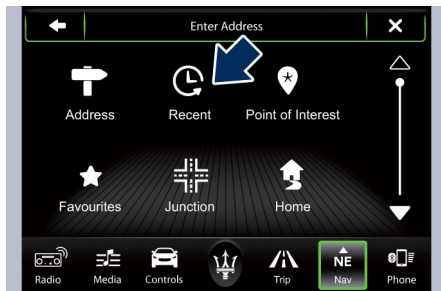 Enter Address
Address
Recent
Point of Interest
Favourites
Junction
Home
Radio
Media
Controls
Trip
NE
Nav
Phone